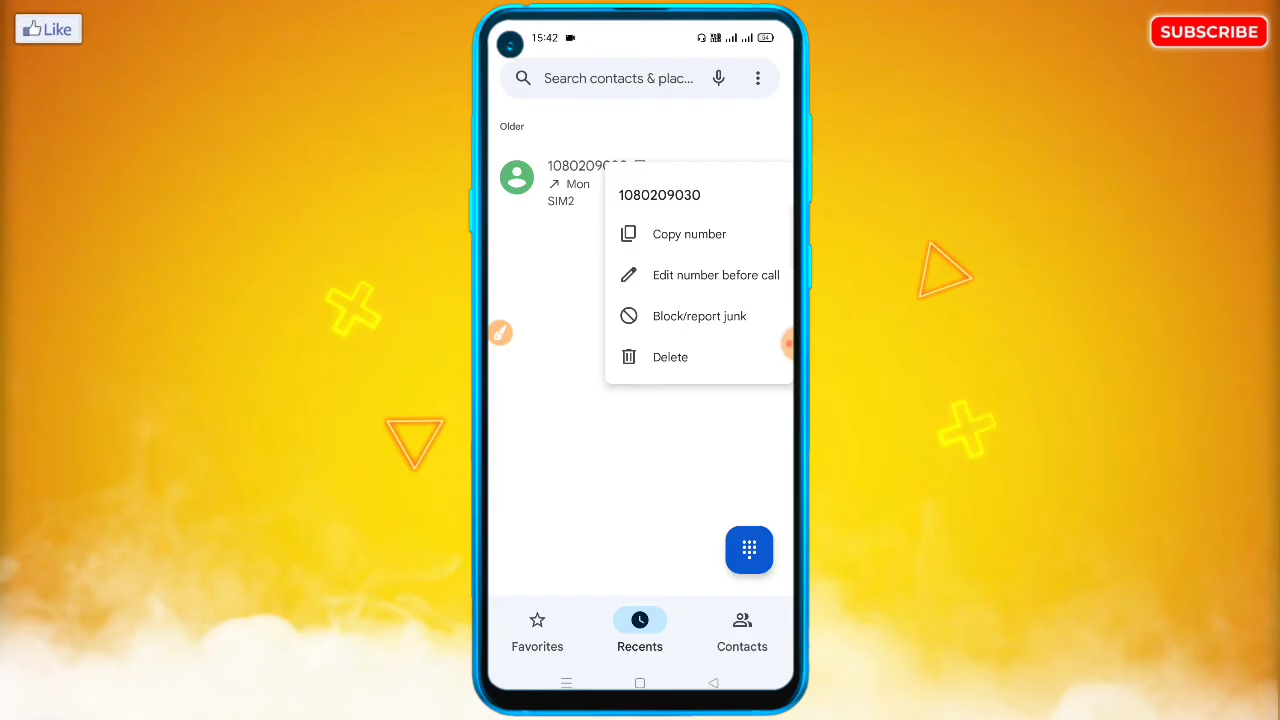 Like
SUBSCRIBE
15:42
Search contacts & plac...
Older
1080209030
Mon
SIM2
1080209030
Copy number
Edit number before call
Block/report junk
Delete
Favorites
Recents
Contacts